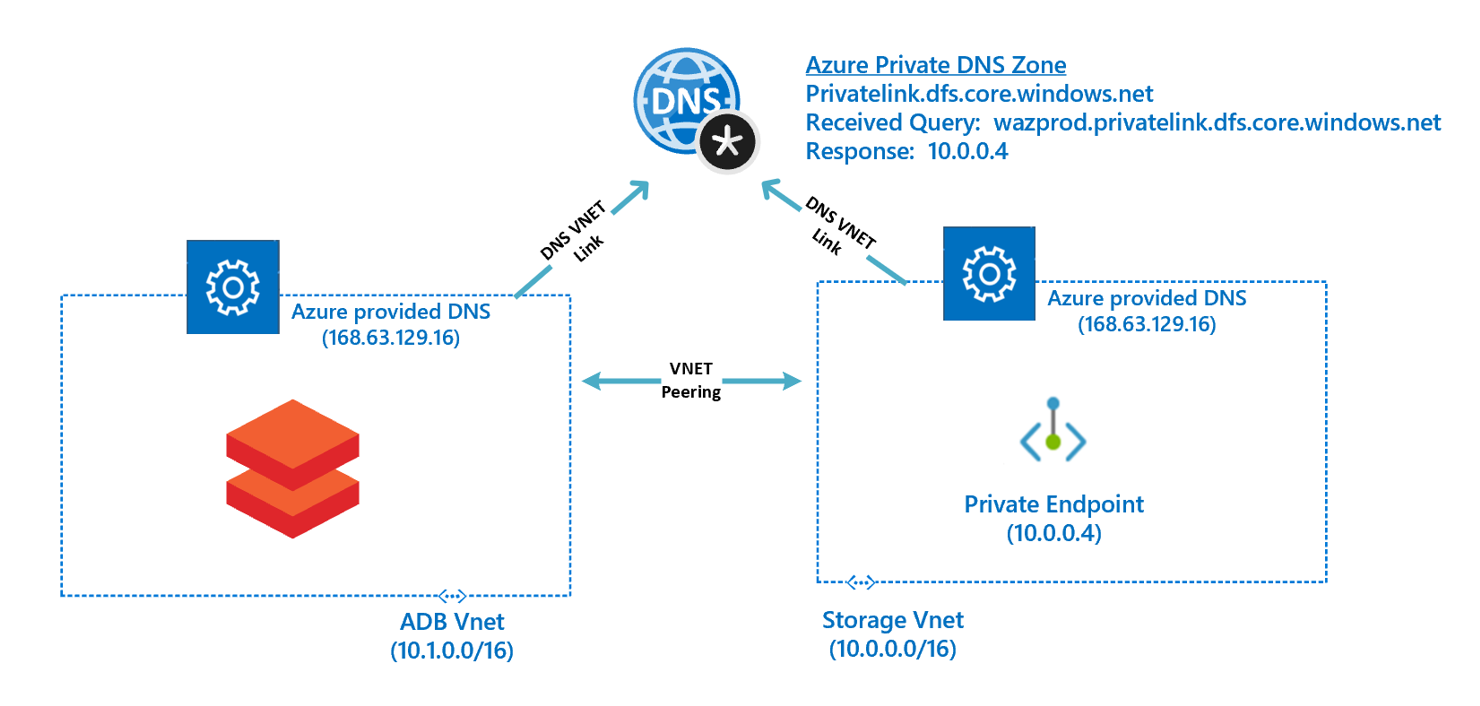 DNS
Azure Private DNS Zone
Privatelink.dfs.core.windows.net
Received Query: wazprod.privatelink.dfs.core.windows.net
Response: 10.0.0.4
DNS VNET
Link
DNS VNET
Link
Azure provided DNS
(168.63.129.16)
Azure provided DNS
(168.63.129.16)
VNET
Peering
Private Endpoint
(10.0.0.4)
ADB Vnet
(10.1.0.0/16)
Storage Vnet
(10.0.0.0/16)